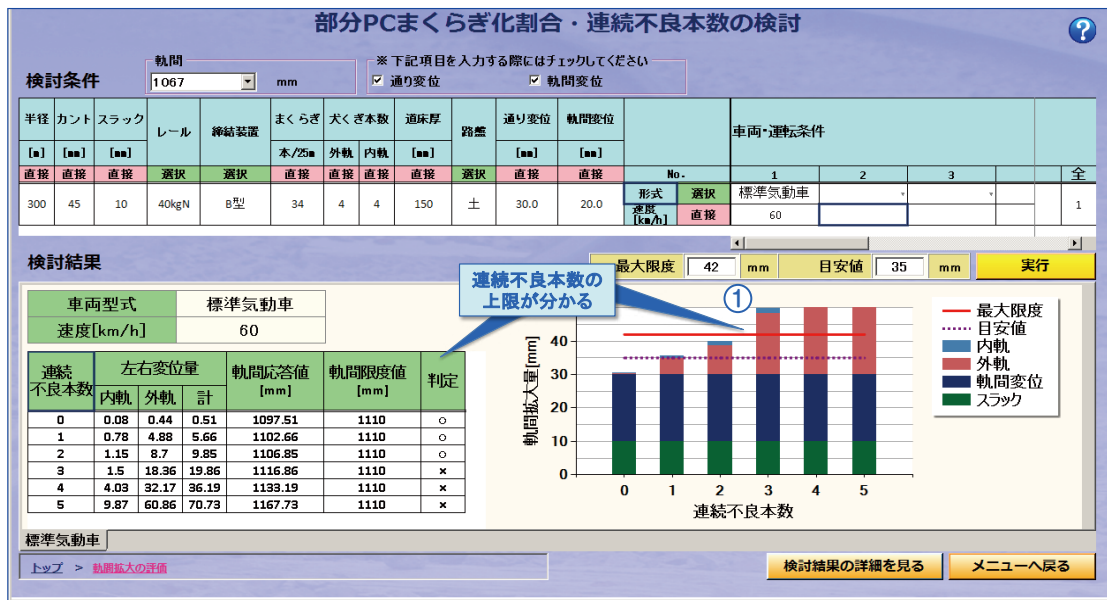 部分PCまくらぎ化割合・連続不良本数の検討
?
検討条件
軌間
1067
mm
※下記項目を入力する際にはチェックしてください
通り変位
軌間変位
半径 カント スラック レール 締結装置 まくらぎ 犬くぎ本数 道床厚 路盤 通り変位 軌間変位 車両・運転条件
[m] [mm] [mm] 本/25m 外軌 内軌 [mm] [mm] [mm]
直接 直接 直接 選択 選択 直接 直接 直接 直接 選択 直接 直接 No. 1 2 3 全
300 45 10 40kgN B型 34 4 4 150 土 30.0 20.0 形式 選択 標準気動車 1
速度[km/h] 直接 60
検討結果
最大限度 42 mm 目安値 35 mm 実行
連続不良本数の
上限が分かる
①
車両型式 標準気動車
速度[km/h] 60
連続不良本数 左右変位量 軌間応答値[mm] 軌間限度値[mm] 判定
内軌 外軌 計
0 0.08 0.44 0.51 1097.51 1110 ○
1 0.78 4.88 5.66 1102.66 1110 ○
2 1.15 8.7 9.85 1106.85 1110 ○
3 1.5 18.36 19.86 1116.86 1110 ×
4 4.03 32.17 36.19 1133.19 1110 ×
5 9.87 60.86 70.73 1167.73 1110 ×
軌間拡大量[mm]
40
30
20
10
0
0 1 2 3 4 5
連続不良本数
最大限度
目安値
内軌
外軌
軌間変位
スラック
標準気動車
トップ > 軌間拡大の評価
検討結果の詳細を見る
メニューへ戻る